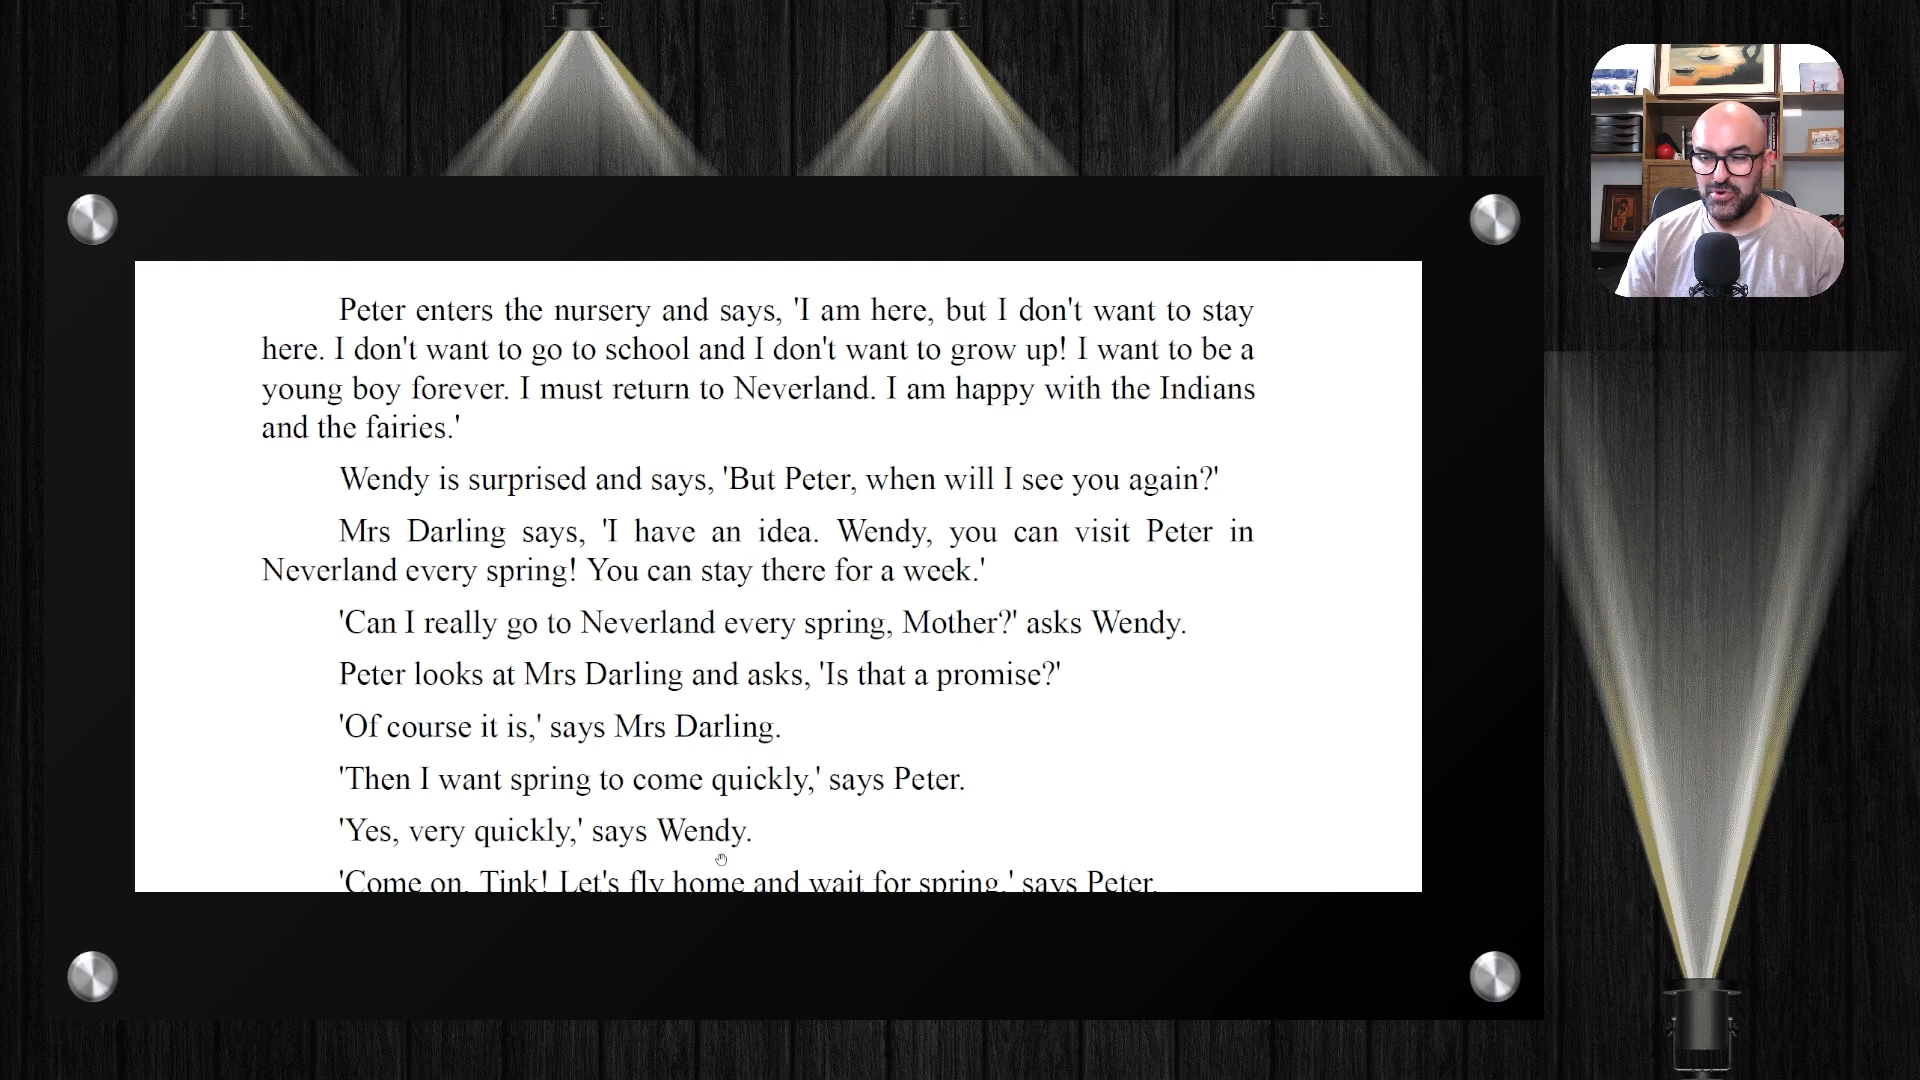 Peter enters the nursery and says, 'I am here, but I don't want to stay
here. I don't want to go to school and I don't want to grow up! I want to be a
young boy forever. I must return to Neverland. I am happy with the Indians
and the fairies.'
Wendy is surprised and says, 'But Peter, when will I see you again?'
Mrs Darling says, 'I have an idea. Wendy, you can visit Peter in
Neverland every spring! You can stay there for a week.'
'Can I really go to Neverland every spring, Mother?' asks Wendy.
Peter looks at Mrs Darling and asks, 'Is that a promise?'
'Of course it is,' says Mrs Darling.
'Then I want spring to come quickly,' says Peter.
'Yes, very quickly,' says Wendy.
'Come on, Tink! Let's fly home and wait for spring,' says Peter.